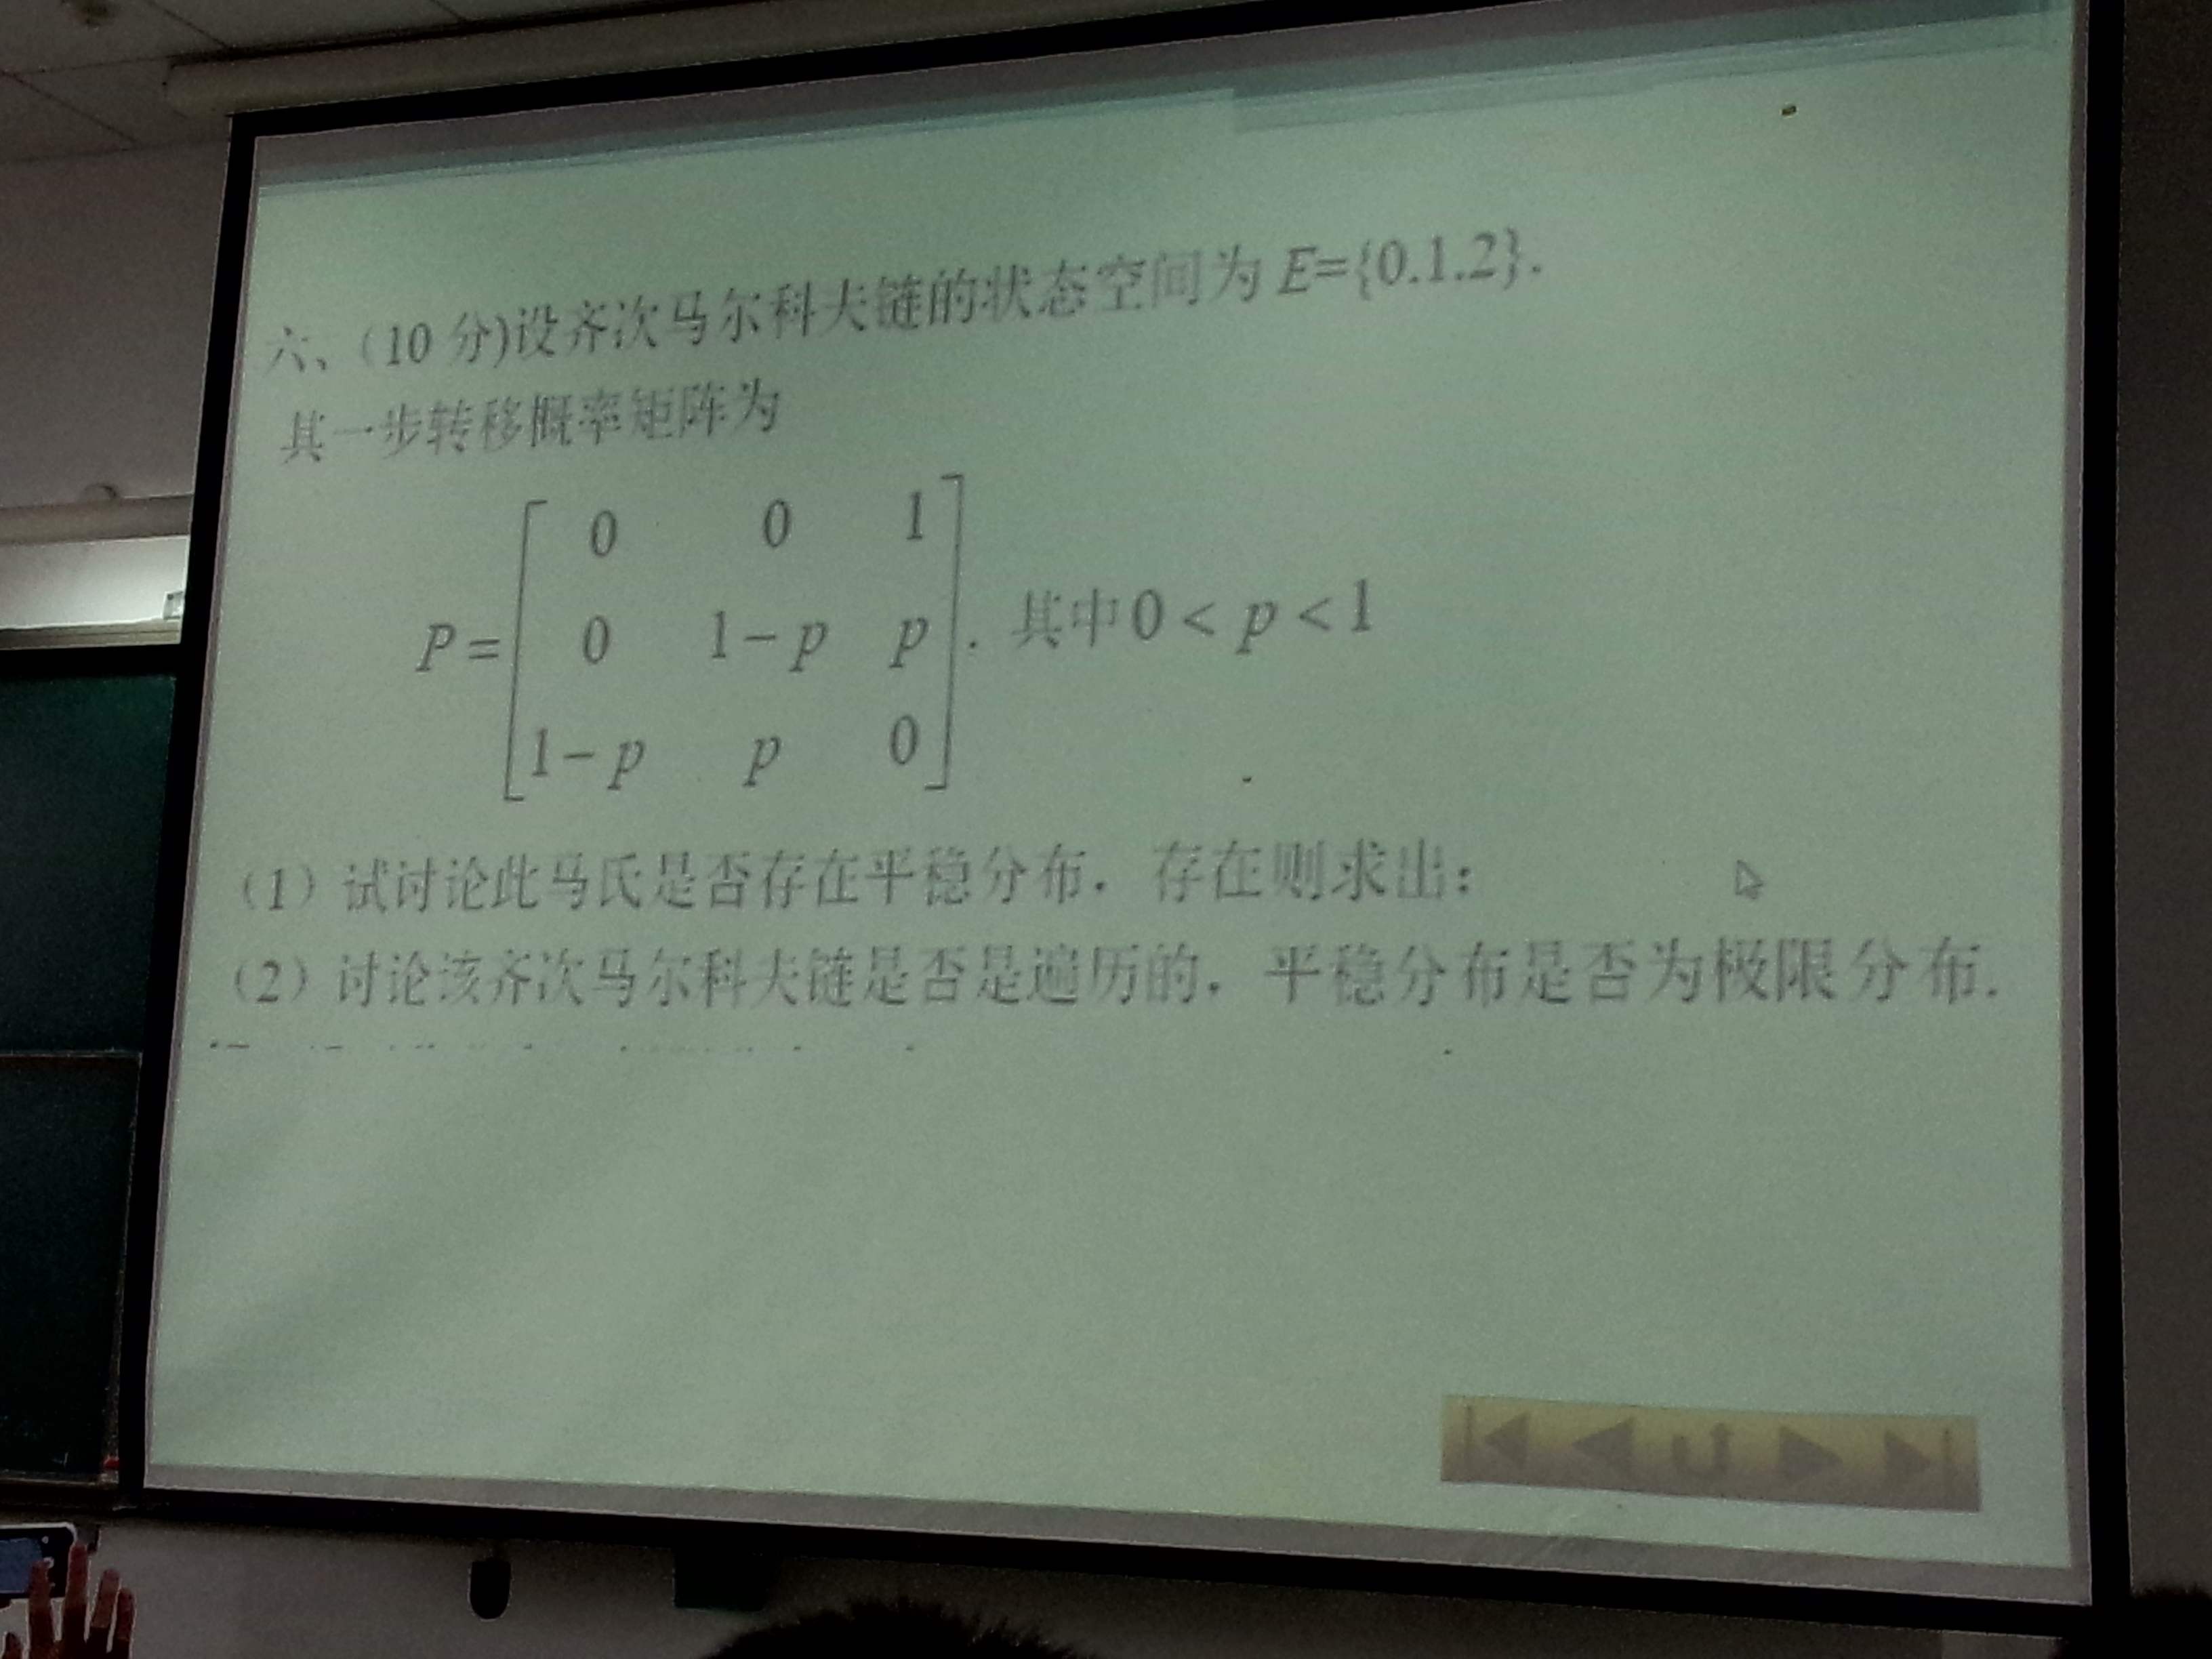 六、（10 分)设齐次马尔科夫链的状态空间为 E={0.1.2}.
其一步转移概率矩阵为
0 0 1
P= 0 1−p p . 其中0 < p < 1
1−p p 0
（1）试讨论此马氏是否存在平稳分布．存在则求出：
（2）讨论该齐次马尔科夫链是否是遍历的．平稳分布是否为极限分布.